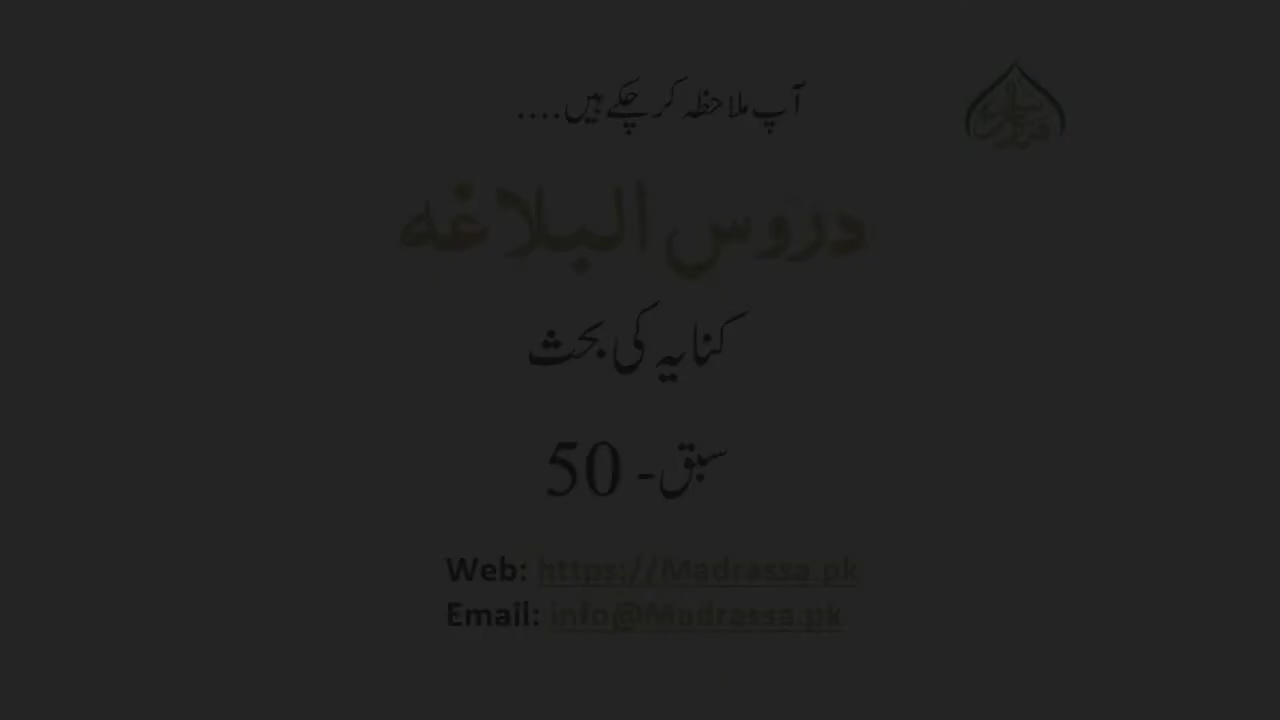 آپ ملاحظہ کر چکے ہیں....
دروس البلاغه
کنایہ کی بحث
سبق- 50
Web: https://Madrassa.pk
Email: info@Madrassa.pk